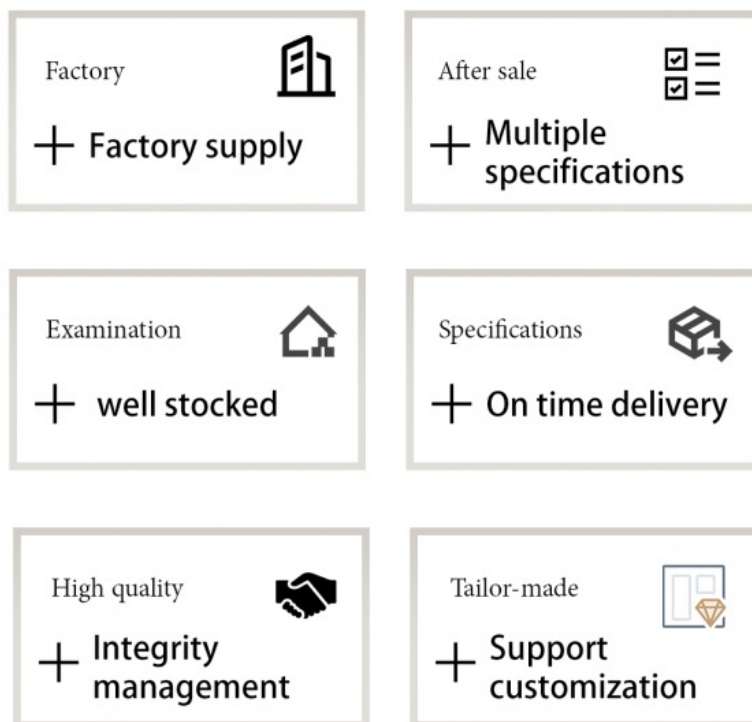 Factory
Factory supply
After sale
Multiple
specifications
Examination
well stocked
Specifications
On time delivery
High quality
Integrity
management
Tailor-made
Support
customization